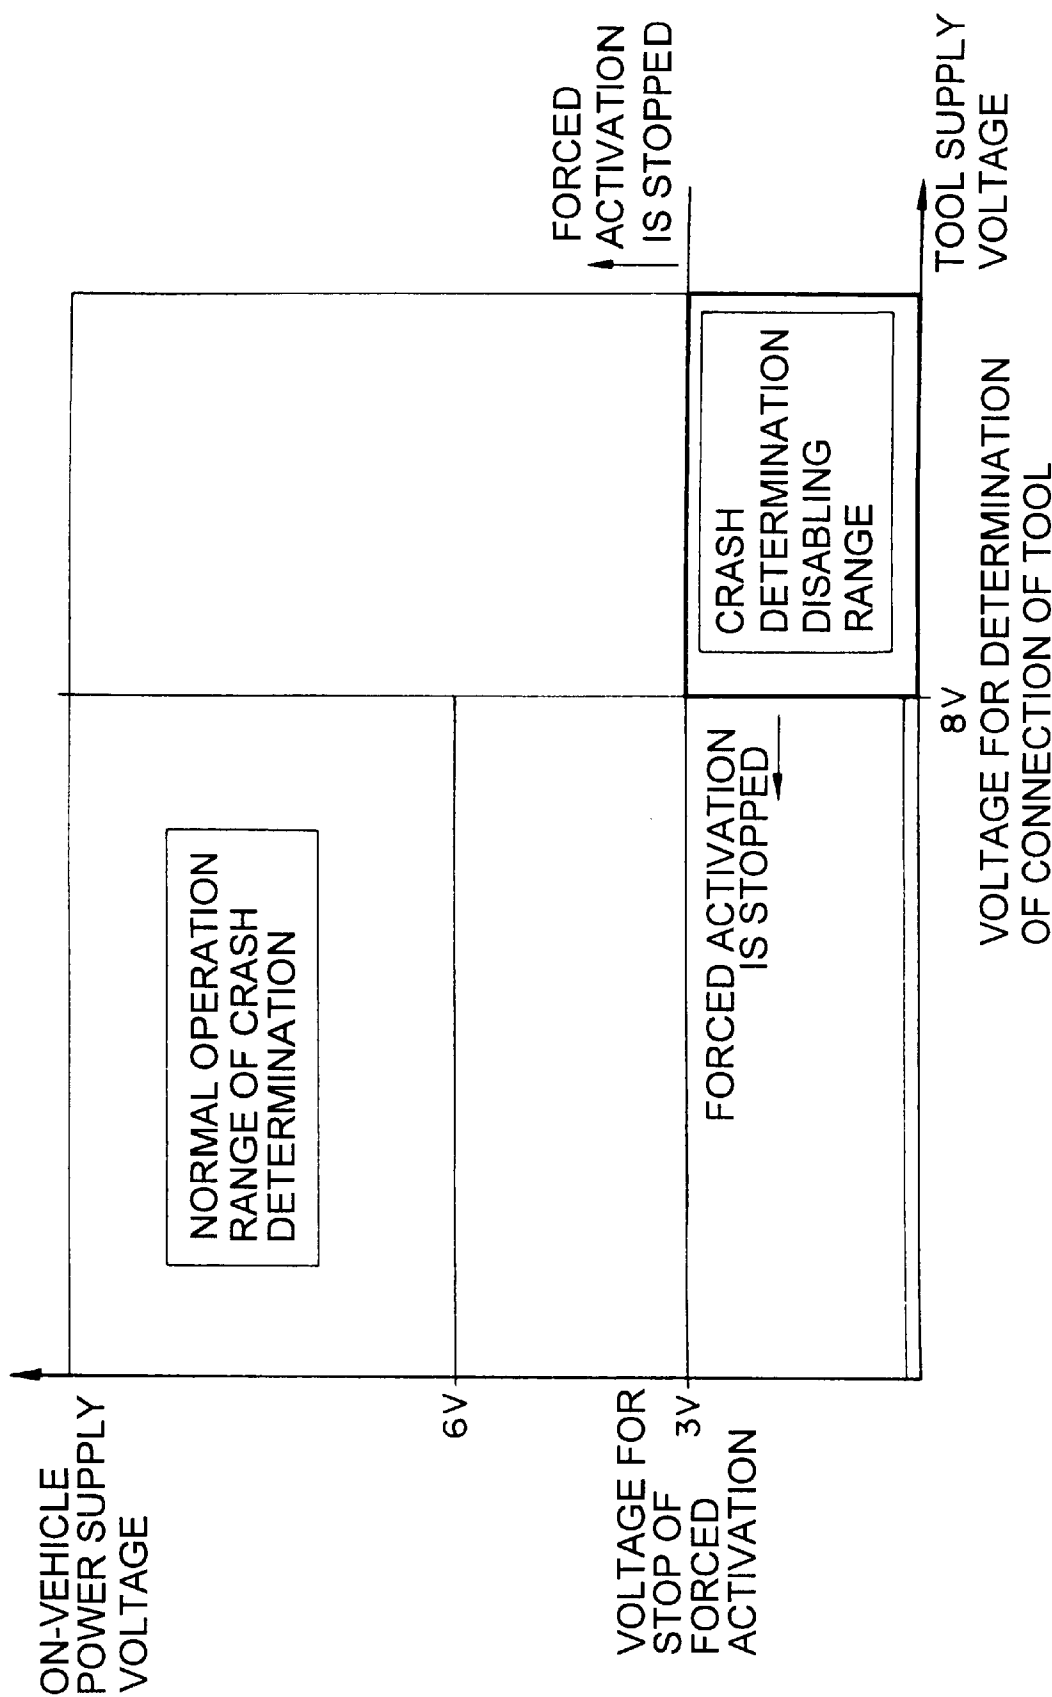 ON-VEHICLE
POWER SUPPLY
VOLTAGE
NORMAL OPERATION
RANGE OF CRASH
DETERMINATION
6V
VOLTAGE FOR
STOP OF
FORCED
ACTIVATION
3V
FORCED ACTIVATION
IS STOPPED
FORCED
ACTIVATION
IS STOPPED
CRASH
DETERMINATION
DISABLING
RANGE
8V
VOLTAGE FOR DETERMINATION
OF CONNECTION OF TOOL
TOOL SUPPLY
VOLTAGE